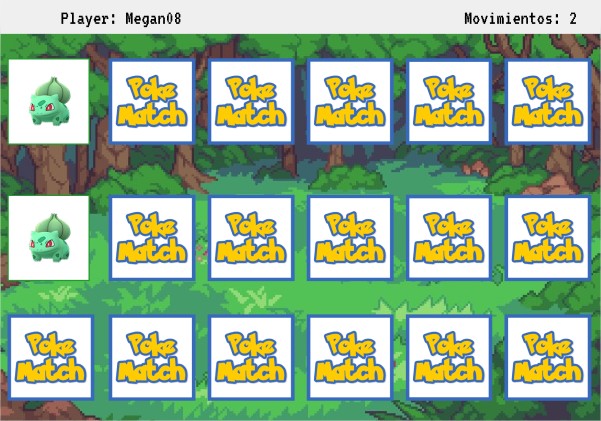 Player: Megan08 Movimientos: 2
Poke Poke Poke Poke Poke
Match Match Match Match Match
Poke Poke Poke Poke Poke
Match Match Match Match Match
Poke Poke Poke Poke Poke Poke
Match Match Match Match Match Match